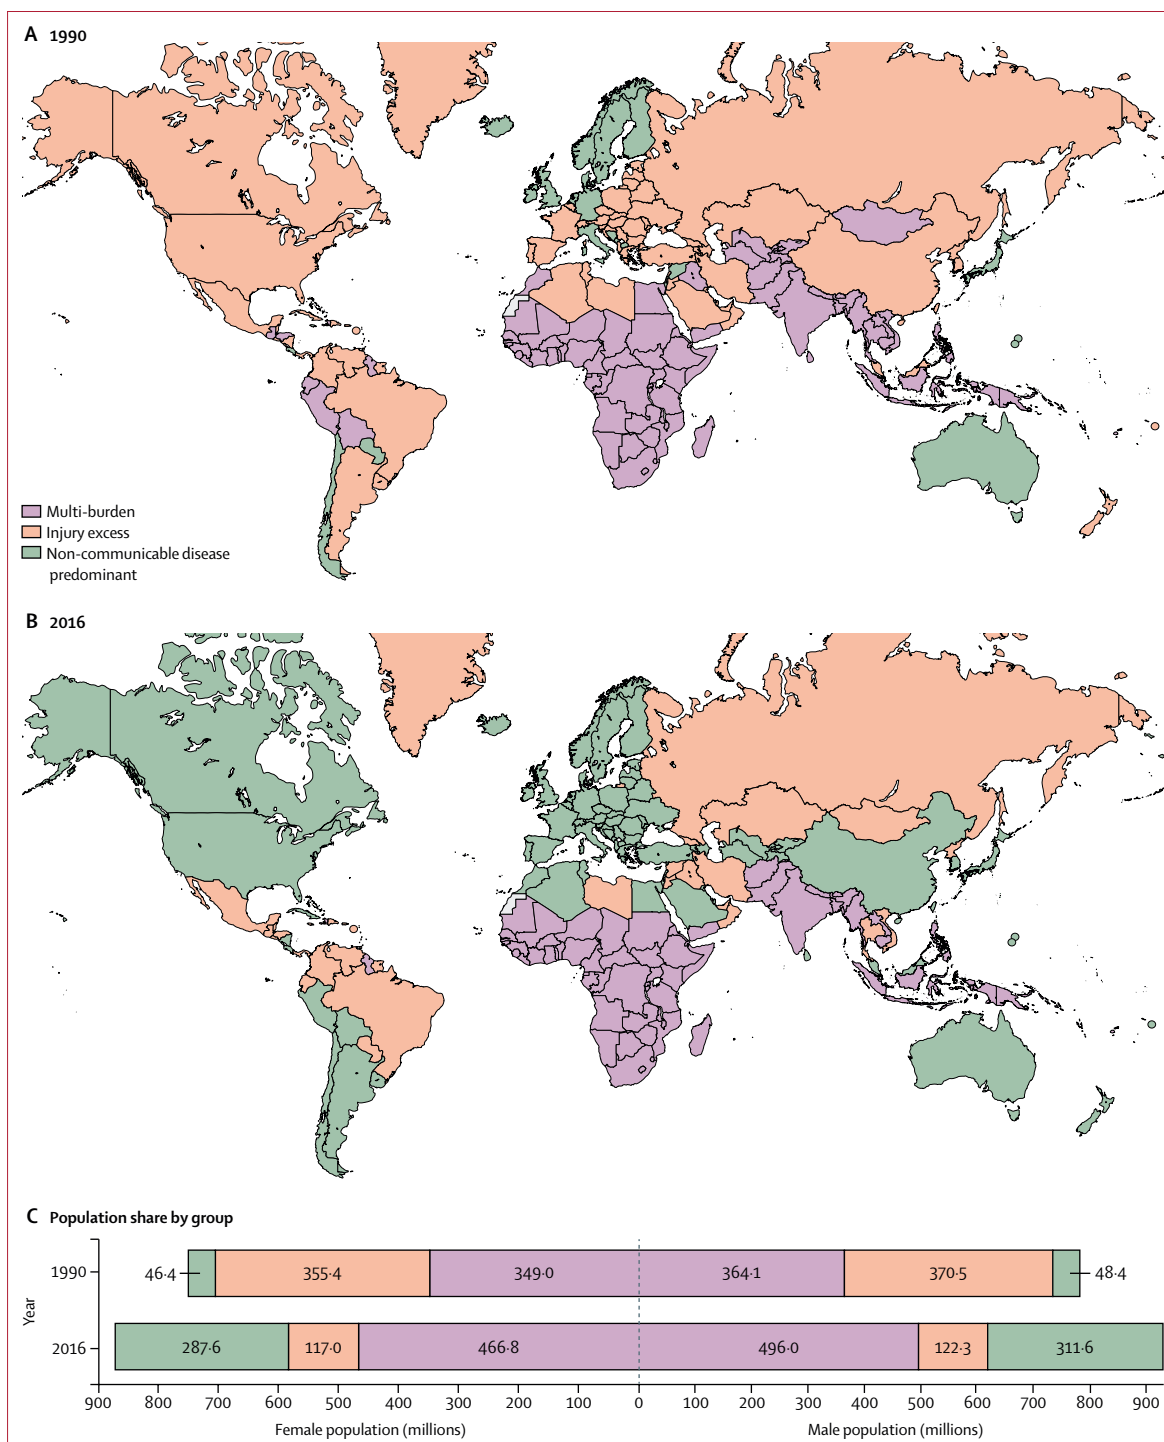 A 1990
Multi-burden
Injury excess
Non-communicable disease
predominant
B 2016
C Population share by group
Year
1990
46·4
355·4
349·0
364·1
370·5
48·4
2016
287·6
117·0
466·8
496·0
122·3
311·6
900 800 700 600 500 400 300 200 100 0 100 200 300 400 500 600 700 800 900
Female population (millions)
Male population (millions)